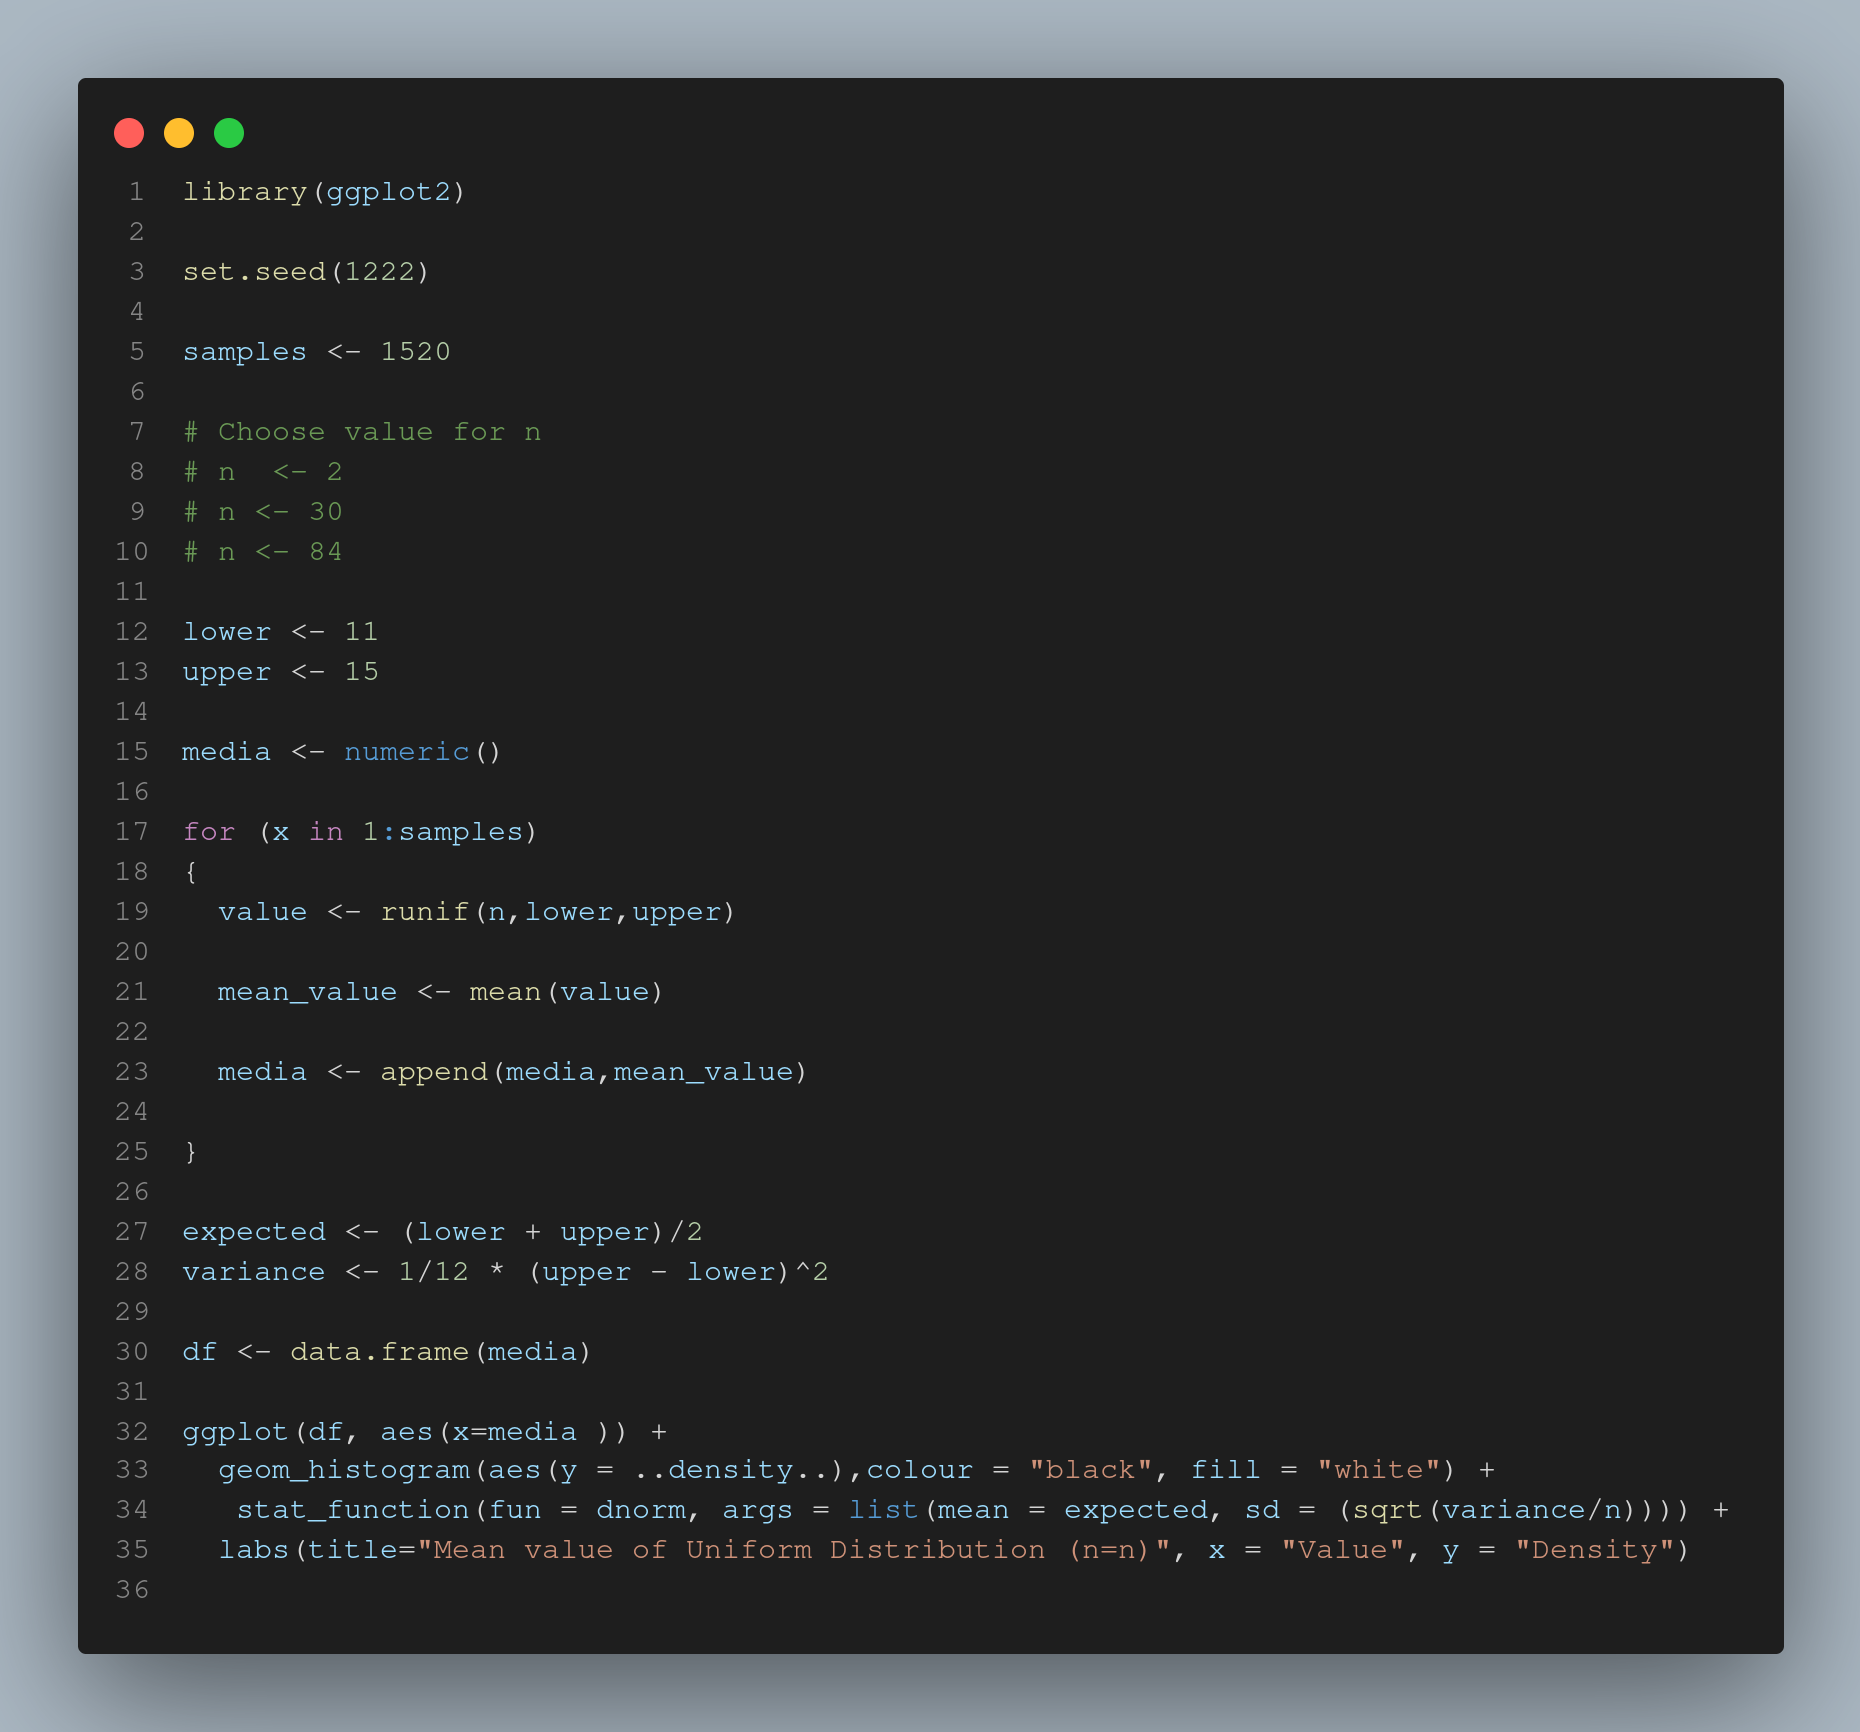 1 library(ggplot2)
2
3 set.seed(1222)
4
5 samples <- 1520
6
7 # Choose value for n
8 # n  <- 2
9 # n <- 30
10 # n <- 84
11
12 lower <- 11
13 upper <- 15
14
15 media <- numeric()
16
17 for (x in 1:samples)
18 {
19   value <- runif(n,lower,upper)
20
21   mean_value <- mean(value)
22
23   media <- append(media,mean_value)
24
25 }
26
27 expected <- (lower + upper)/2
28 variance <- 1/12 * (upper - lower)^2
29
30 df <- data.frame(media)
31
32 ggplot(df, aes(x=media )) +
33   geom_histogram(aes(y = ..density..),colour = "black", fill = "white") +
34    stat_function(fun = dnorm, args = list(mean = expected, sd = (sqrt(variance/n)))) +
35   labs(title="Mean value of Uniform Distribution (n=n)", x = "Value", y = "Density")
36